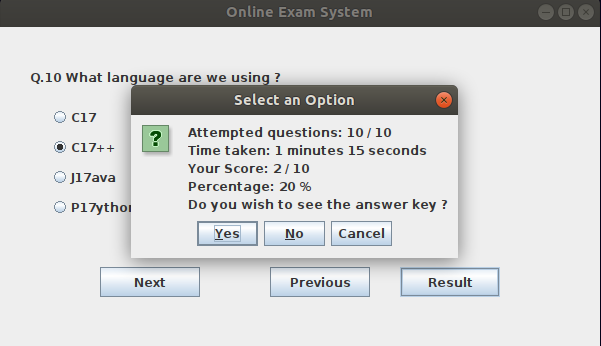 Online Exam System
Q.10 What language are we using ?
C17
C17++
J17ava
P17ython
Select an Option
?
Attempted questions: 10 / 10
Time taken: 1 minutes 15 seconds
Your Score: 2 / 10
Percentage: 20 %
Do you wish to see the answer key ?
Yes No Cancel
Next Previous Result